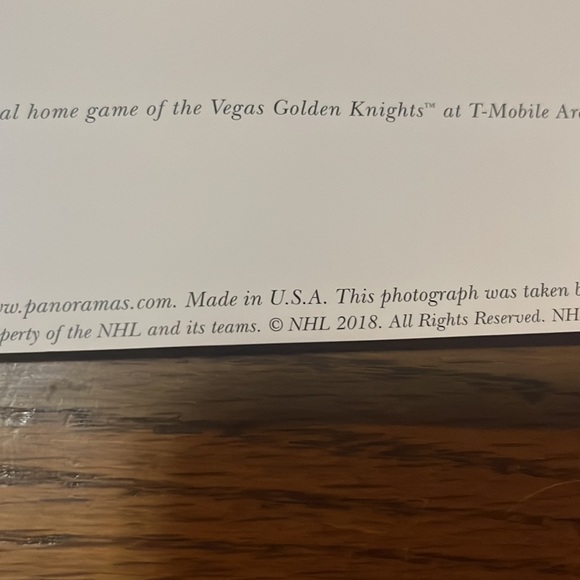 al home game of the Vegas Golden Knights™ at T-Mobile Ar
w.panoramas.com. Made in U.S.A. This photograph was taken b
perty of the NHL and its teams. © NHL 2018. All Rights Reserved. NH